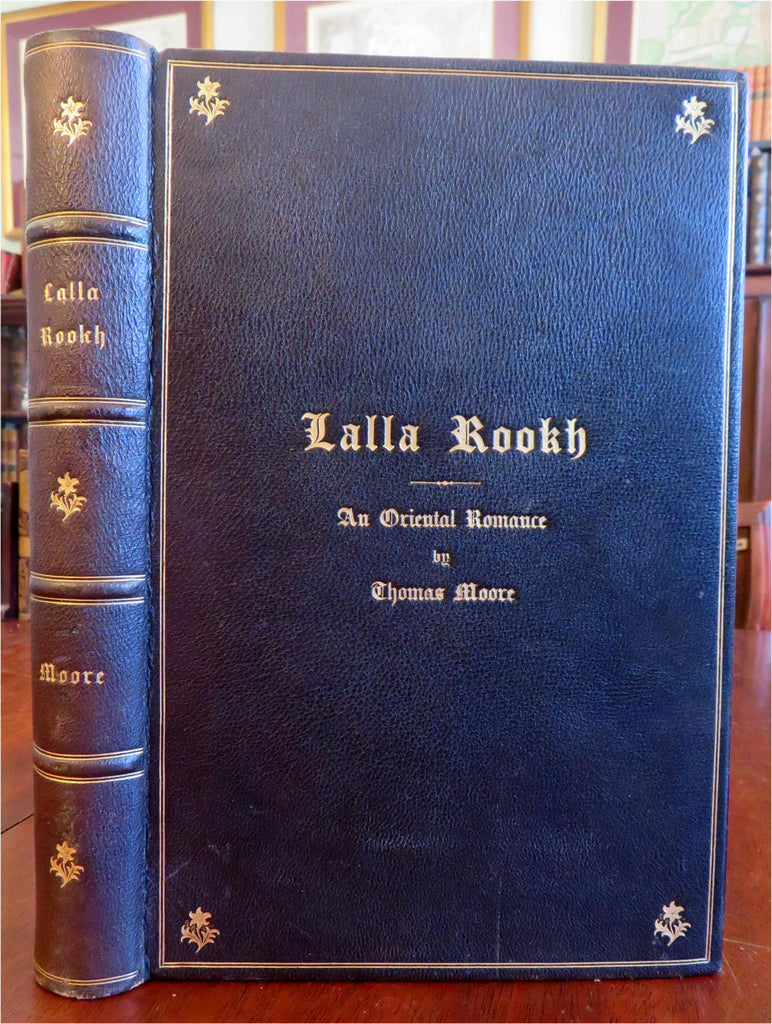 Lalla
Rookh
Moore
Lalla Rookh
An Oriental Romance
by
Thomas Moore